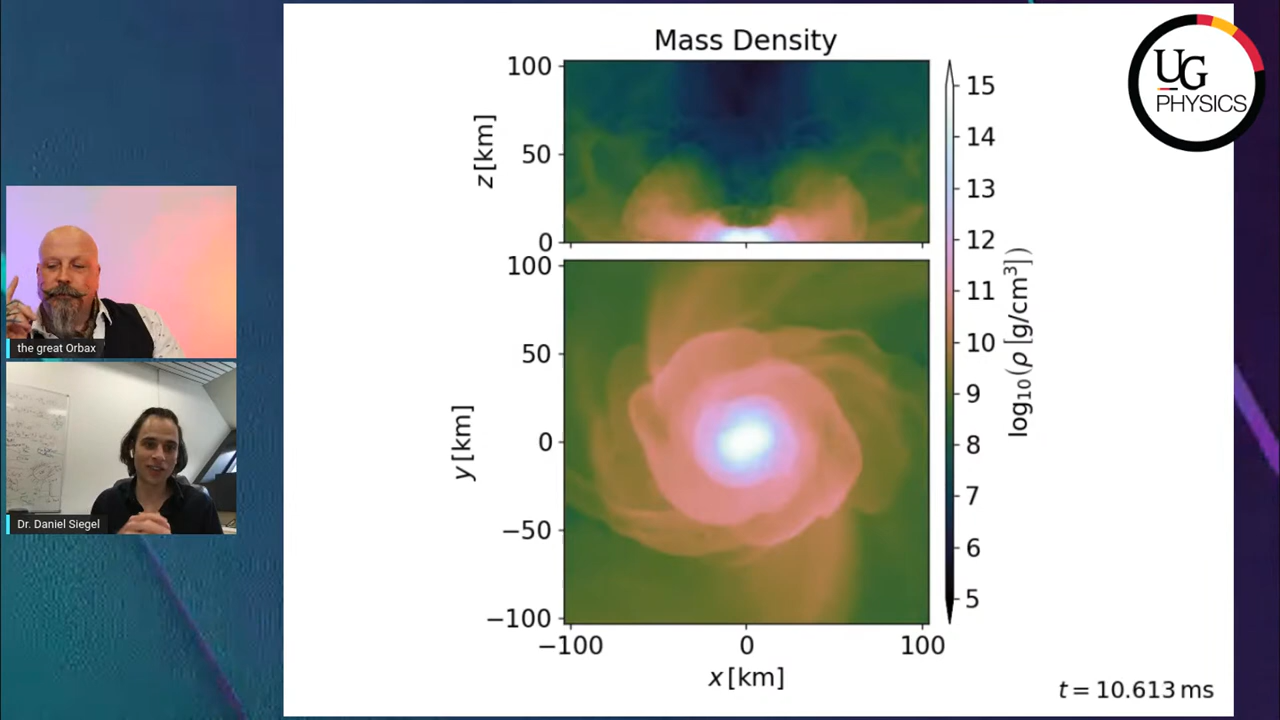 Mass Density
100
50
0
z [km]
100
50
0
−50
−100
y [km]
−100
0
100
x [km]
15
14
13
12
11
10
9
8
7
6
5
log₁₀(ρ [g/cm³])
t = 10.613 ms
UG
PHYSICS
the great Orbax
Dr. Daniel Siegel